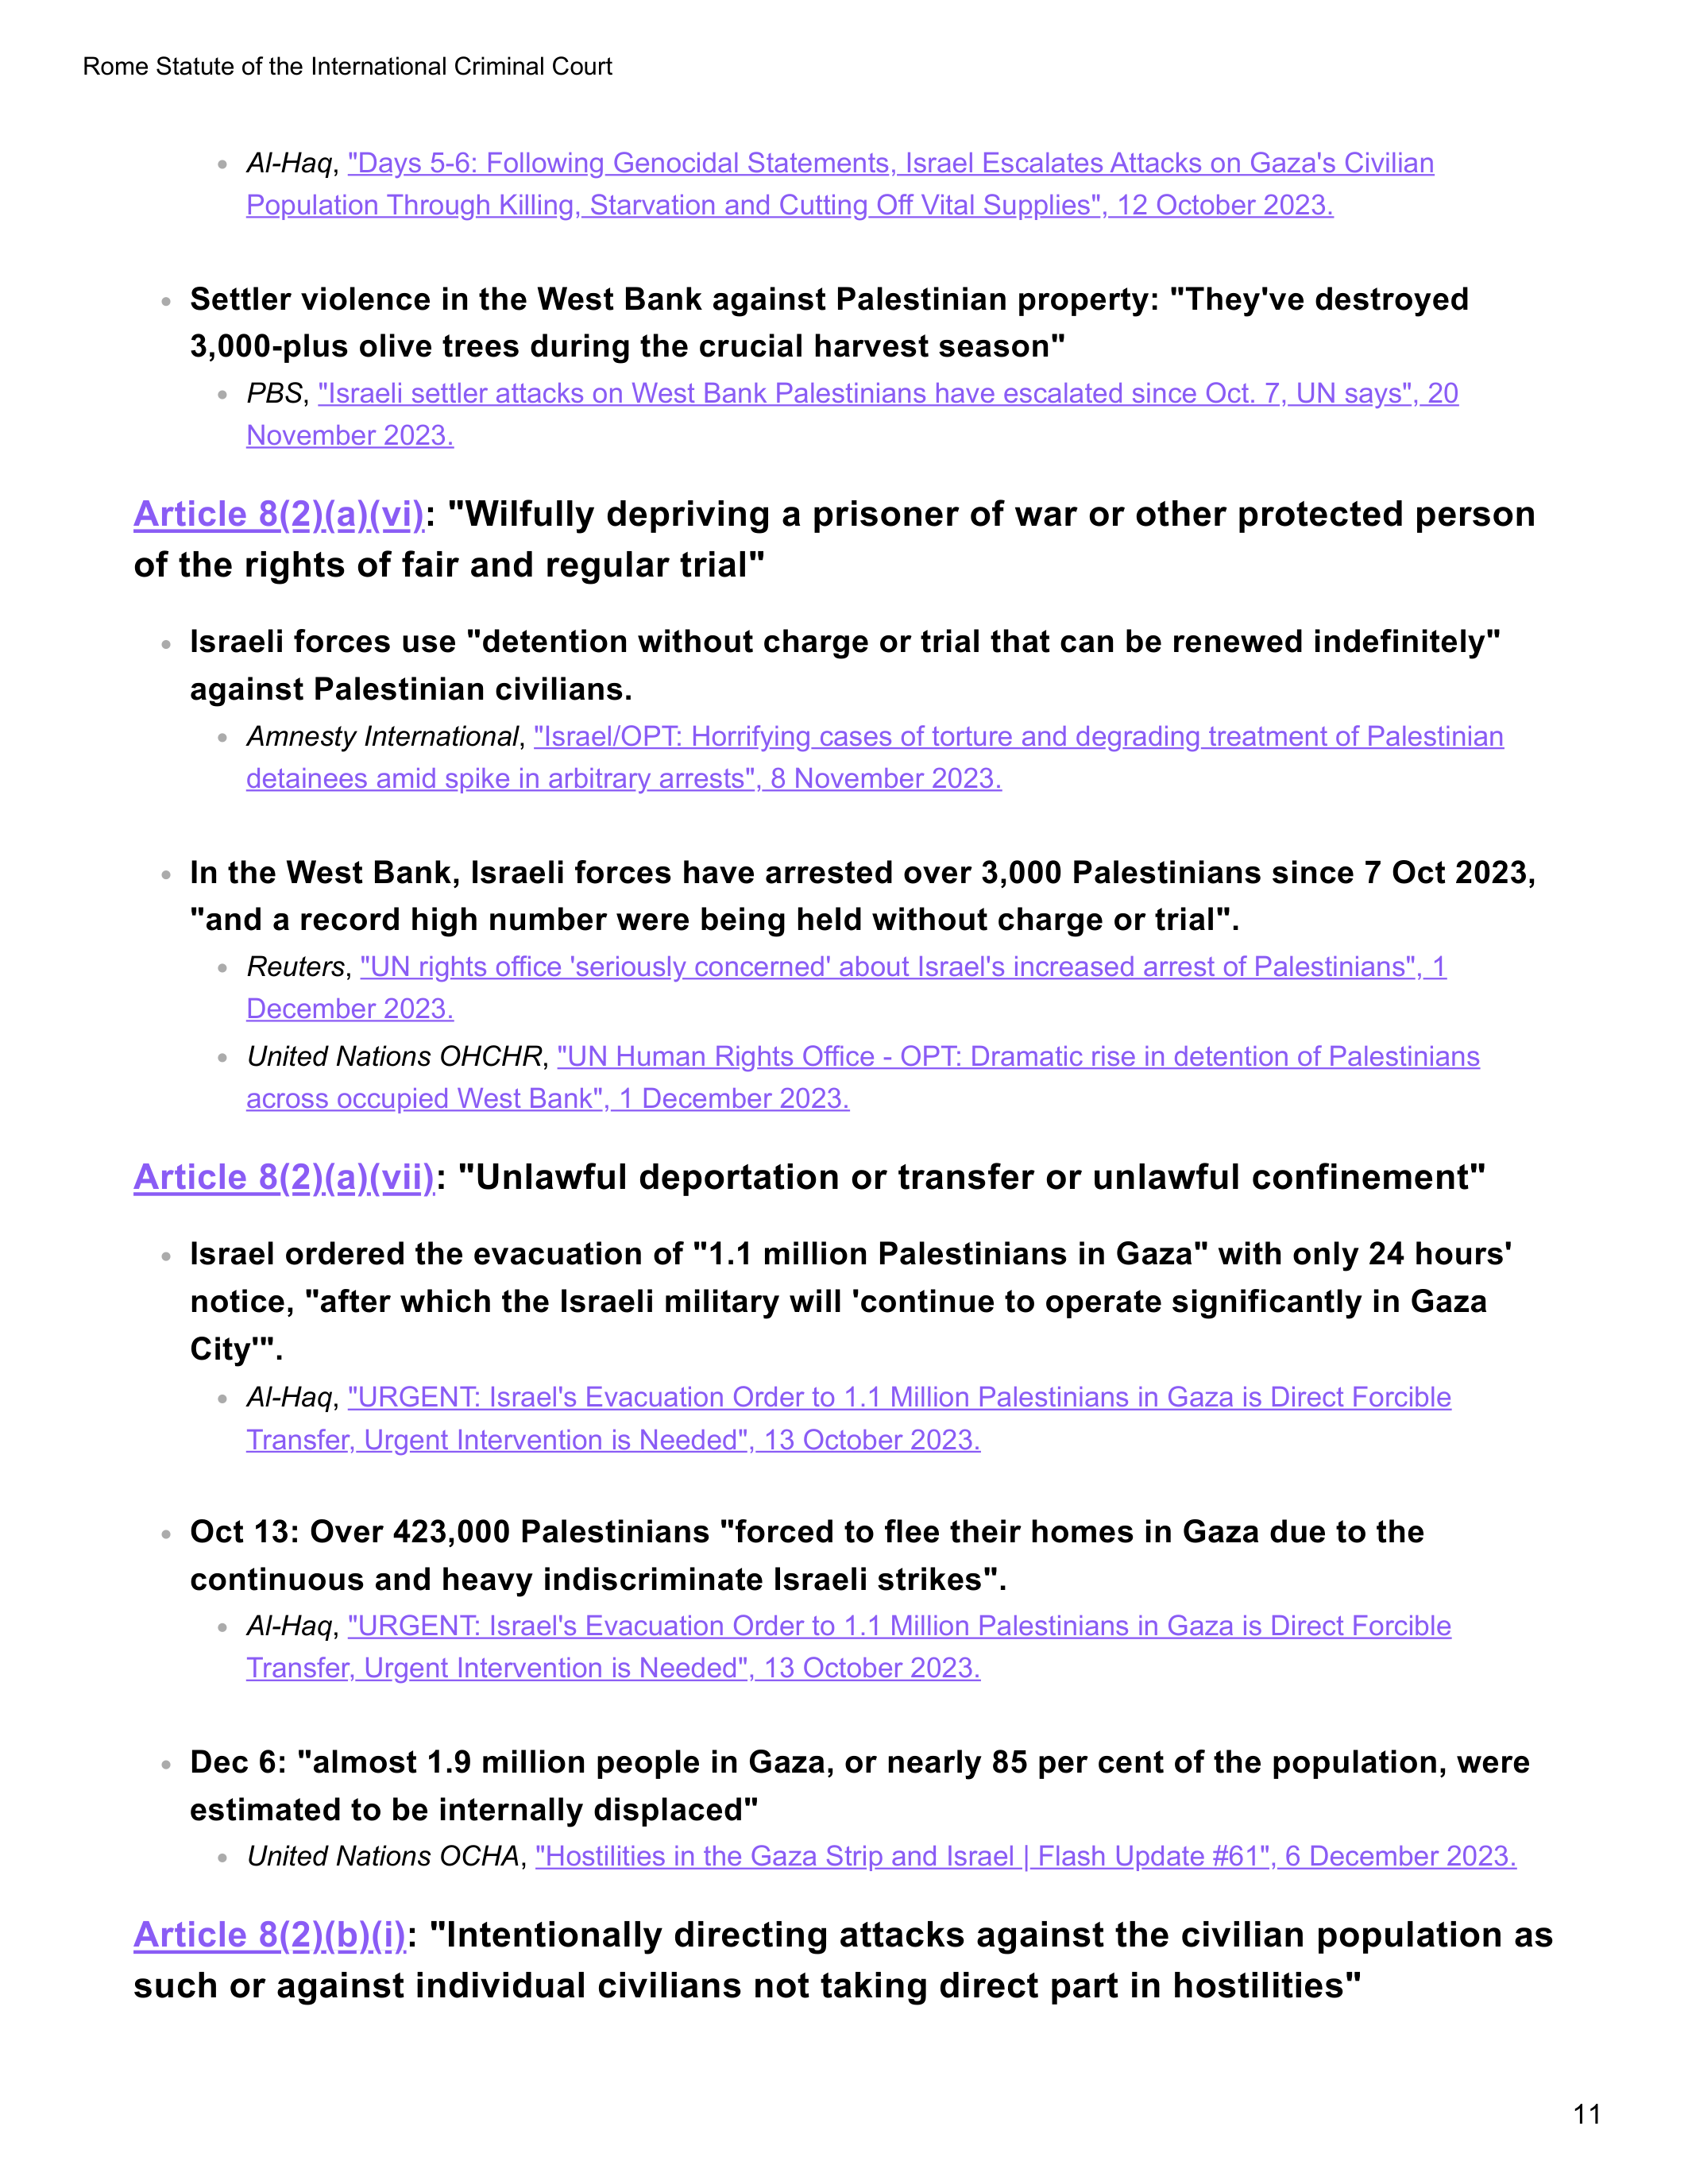 Rome Statute of the International Criminal Court
Al-Haq, "Days 5-6: Following Genocidal Statements, Israel Escalates Attacks on Gaza's Civilian
Population Through Killing, Starvation and Cutting Off Vital Supplies", 12 October 2023.
Settler violence in the West Bank against Palestinian property: "They've destroyed
3,000-plus olive trees during the crucial harvest season"
PBS, "Israeli settler attacks on West Bank Palestinians have escalated since Oct. 7, UN says", 20
November 2023.
Article 8(2)(a)(vi): "Wilfully depriving a prisoner of war or other protected person
of the rights of fair and regular trial"
Israeli forces use "detention without charge or trial that can be renewed indefinitely"
against Palestinian civilians.
Amnesty International, "Israel/OPT: Horrifying cases of torture and degrading treatment of Palestinian
detainees amid spike in arbitrary arrests", 8 November 2023.
In the West Bank, Israeli forces have arrested over 3,000 Palestinians since 7 Oct 2023,
"and a record high number were being held without charge or trial".
Reuters, "UN rights office 'seriously concerned' about Israel's increased arrest of Palestinians", 1
December 2023.
United Nations OHCHR, "UN Human Rights Office - OPT: Dramatic rise in detention of Palestinians
across occupied West Bank", 1 December 2023.
Article 8(2)(a)(vii): "Unlawful deportation or transfer or unlawful confinement"
Israel ordered the evacuation of "1.1 million Palestinians in Gaza" with only 24 hours'
notice, "after which the Israeli military will 'continue to operate significantly in Gaza
City'".
Al-Haq, "URGENT: Israel's Evacuation Order to 1.1 Million Palestinians in Gaza is Direct Forcible
Transfer, Urgent Intervention is Needed", 13 October 2023.
Oct 13: Over 423,000 Palestinians "forced to flee their homes in Gaza due to the
continuous and heavy indiscriminate Israeli strikes".
Al-Haq, "URGENT: Israel's Evacuation Order to 1.1 Million Palestinians in Gaza is Direct Forcible
Transfer, Urgent Intervention is Needed", 13 October 2023.
Dec 6: "almost 1.9 million people in Gaza, or nearly 85 per cent of the population, were
estimated to be internally displaced"
United Nations OCHA, "Hostilities in the Gaza Strip and Israel | Flash Update #61", 6 December 2023.
Article 8(2)(b)(i): "Intentionally directing attacks against the civilian population as
such or against individual civilians not taking direct part in hostilities"
11